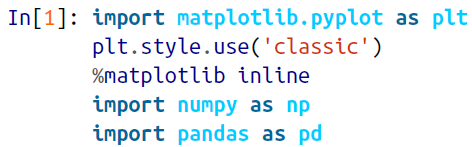 In[1]: import matplotlib.pyplot as plt
plt.style.use('classic')
%matplotlib inline
import numpy as np
import pandas as pd